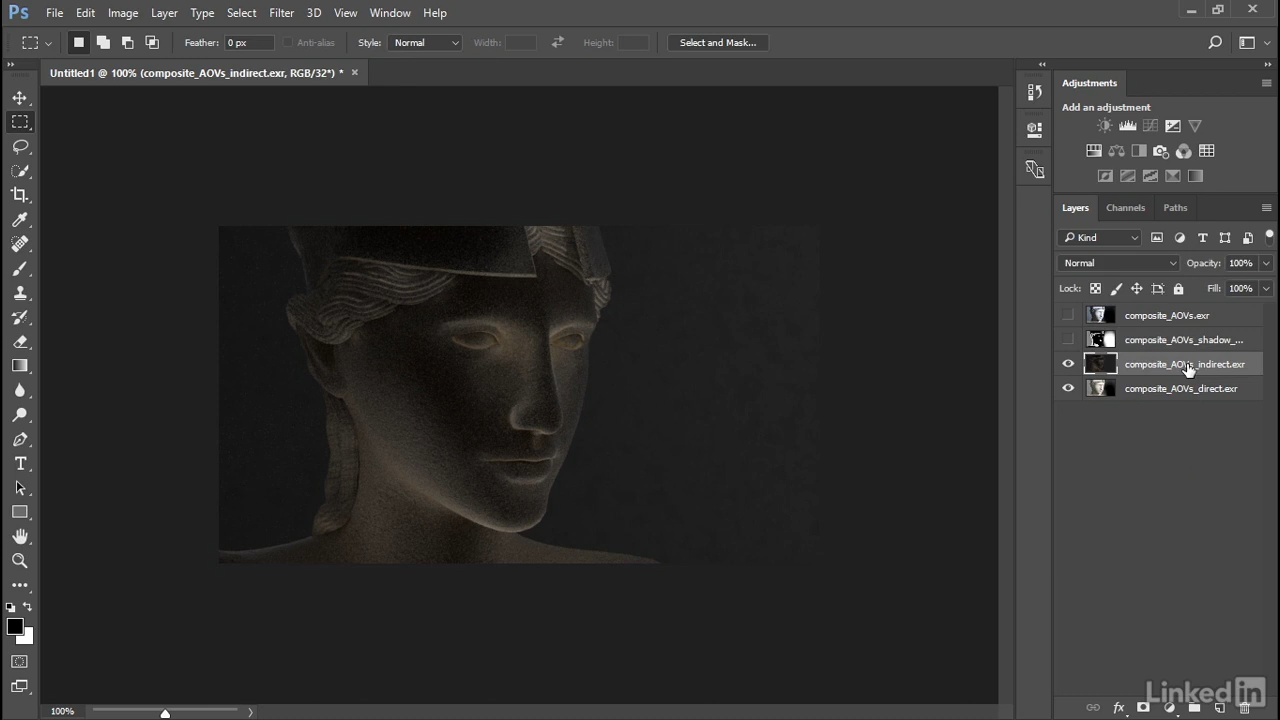 Ps File Edit Image Layer Type Select Filter 3D View Window Help
Feather: 0 px Anti-alias Style: Normal Width: Height: Select and Mask...
Untitled1 @ 100% (composite_AOVs_indirect.exr, RGB/32*) *
Adjustments
Add an adjustment
Layers Channels Paths
Kind
Normal Opacity: 100%
Lock: Fill: 100%
composite_AOVs.exr
composite_AOVs_shadow_...
composite_AOVs_indirect.exr
composite_AOVs_direct.exr
100%
LinkedIn